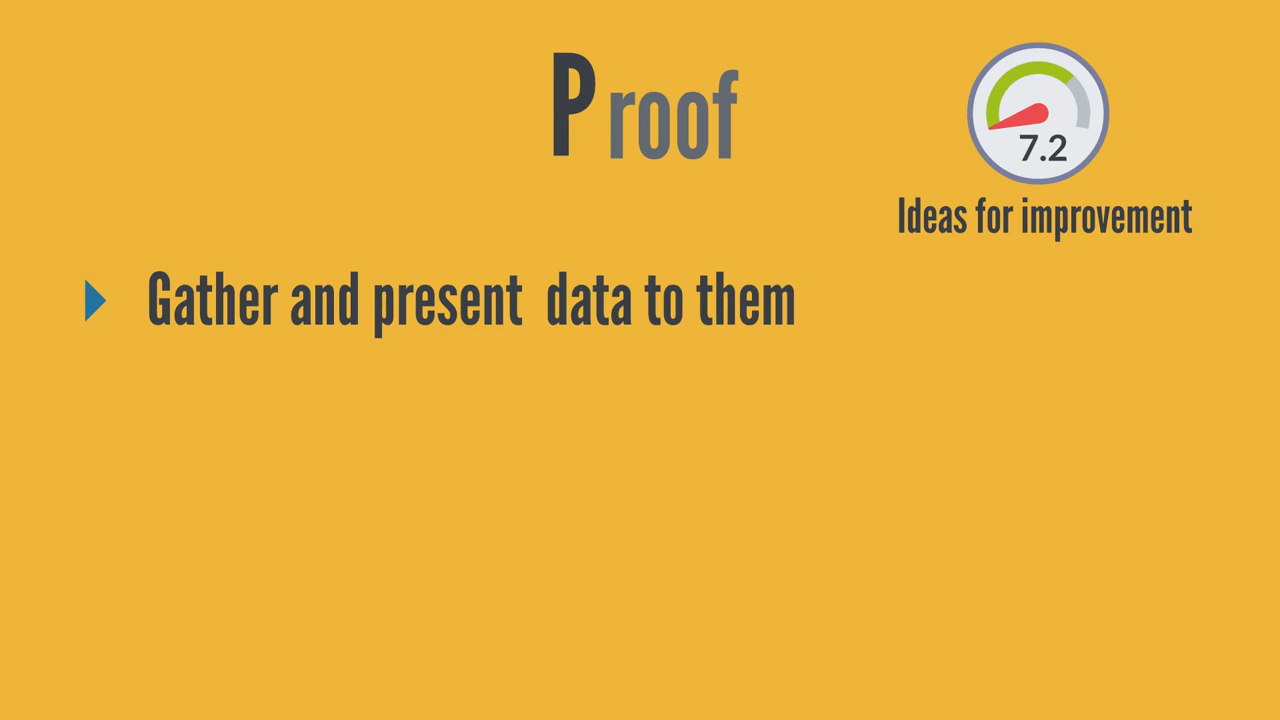 Proof
7.2
Ideas for improvement
Gather and present data to them